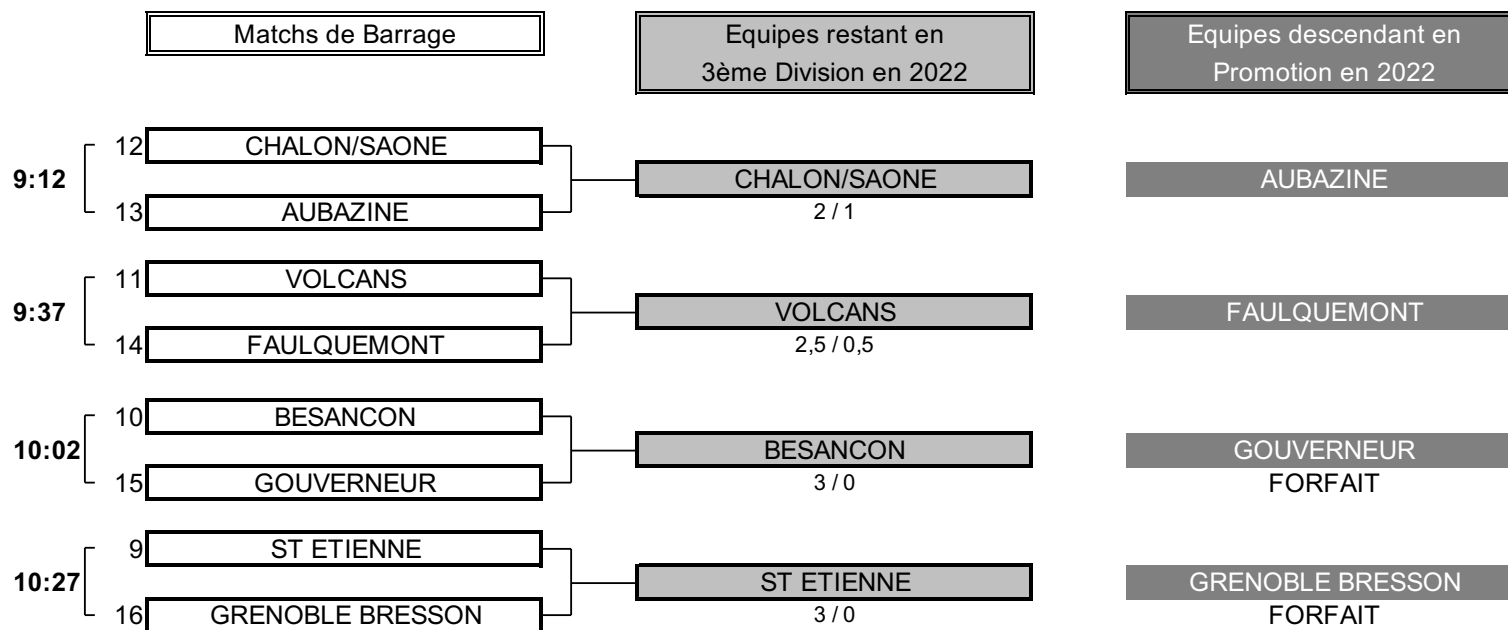 Matchs de Barrage
Equipes restant en
3ème Division en 2022
Equipes descendant en
Promotion en 2022
9:12
12 CHALON/SAONE
13 AUBAZINE
CHALON/SAONE
2 / 1
AUBAZINE
9:37
11 VOLCANS
14 FAULQUEMONT
VOLCANS
2,5 / 0,5
FAULQUEMONT
10:02
10 BESANCON
15 GOUVERNEUR
BESANCON
3 / 0
GOUVERNEUR
FORFAIT
10:27
9 ST ETIENNE
16 GRENOBLE BRESSON
ST ETIENNE
3 / 0
GRENOBLE BRESSON
FORFAIT